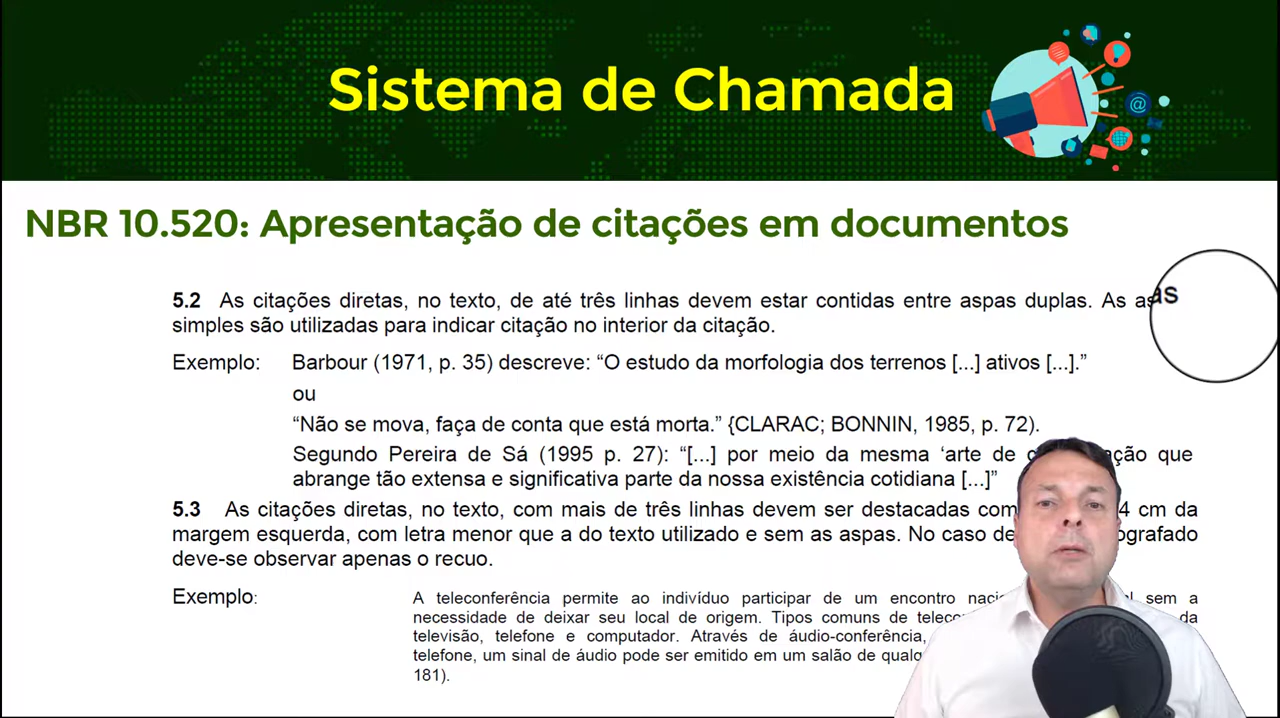 Sistema de Chamada
@
NBR 10.520: Apresentação de citações em documentos
5.2 As citações diretas, no texto, de até três linhas devem estar contidas entre aspas duplas. As as
simples são utilizadas para indicar citação no interior da citação.
Exemplo: Barbour (1971, p. 35) descreve: “O estudo da morfologia dos terrenos [...] ativos [...].”
ou
“Não se mova, faça de conta que está morta.” {CLARAC; BONNIN, 1985, p. 72).
Segundo Pereira de Sá (1995 p. 27): “[...] por meio da mesma ‘arte de ação que
abrange tão extensa e significativa parte da nossa existência cotidiana [...]”
5.3 As citações diretas, no texto, com mais de três linhas devem ser destacadas com 4 cm da
margem esquerda, com letra menor que a do texto utilizado e sem as aspas. No caso de ografado
deve-se observar apenas o recuo.
Exemplo: A teleconferência permite ao indivíduo participar de um encontro sem a
necessidade de deixar seu local de origem. Tipos comuns de da
televisão, telefone e computador. Através de áudio-conferência,
telefone, um sinal de áudio pode ser emitido em um salão de
181).